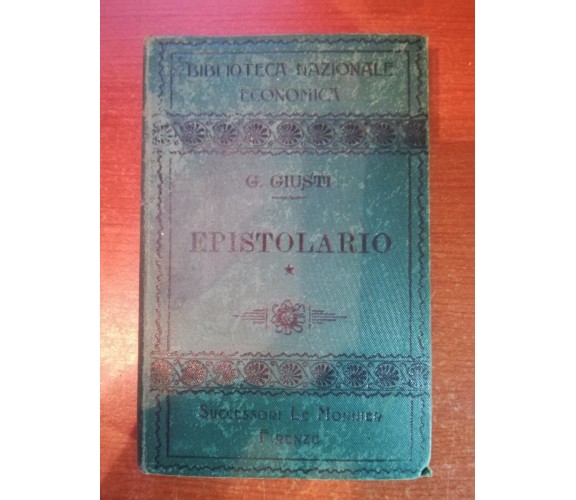 BIBLIOTECA NAZIONALE
ECONOMICA
G. GIUSTI
EPISTOLARIO
*
SUCCESSORI LE MONNIER
FIRENZE